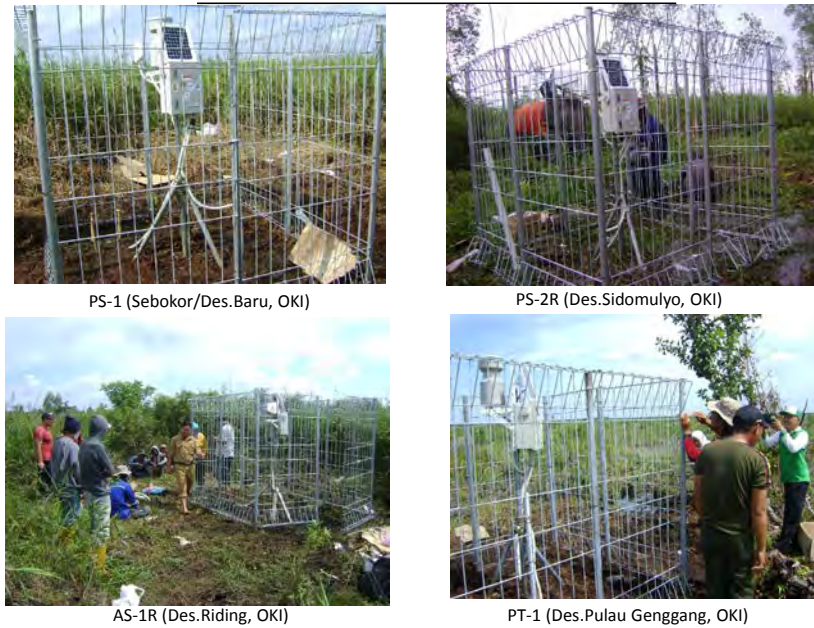 PS-1 (Sebokor/Des.Baru, OKI)
PS-2R (Des.Sidomulyo, OKI)
AS-1R (Des.Riding, OKI)
PT-1 (Des.Pulau Genggang, OKI)